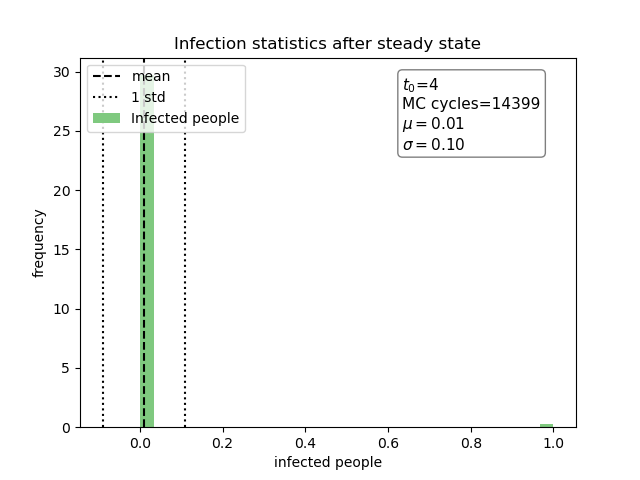 Infection statistics after steady state
30
25
20
15
10
5
0
frequency
mean
1 std
Infected people
t₀=4
MC cycles=14399
μ = 0.01
σ = 0.10
0.0 0.2 0.4 0.6 0.8 1.0
infected people